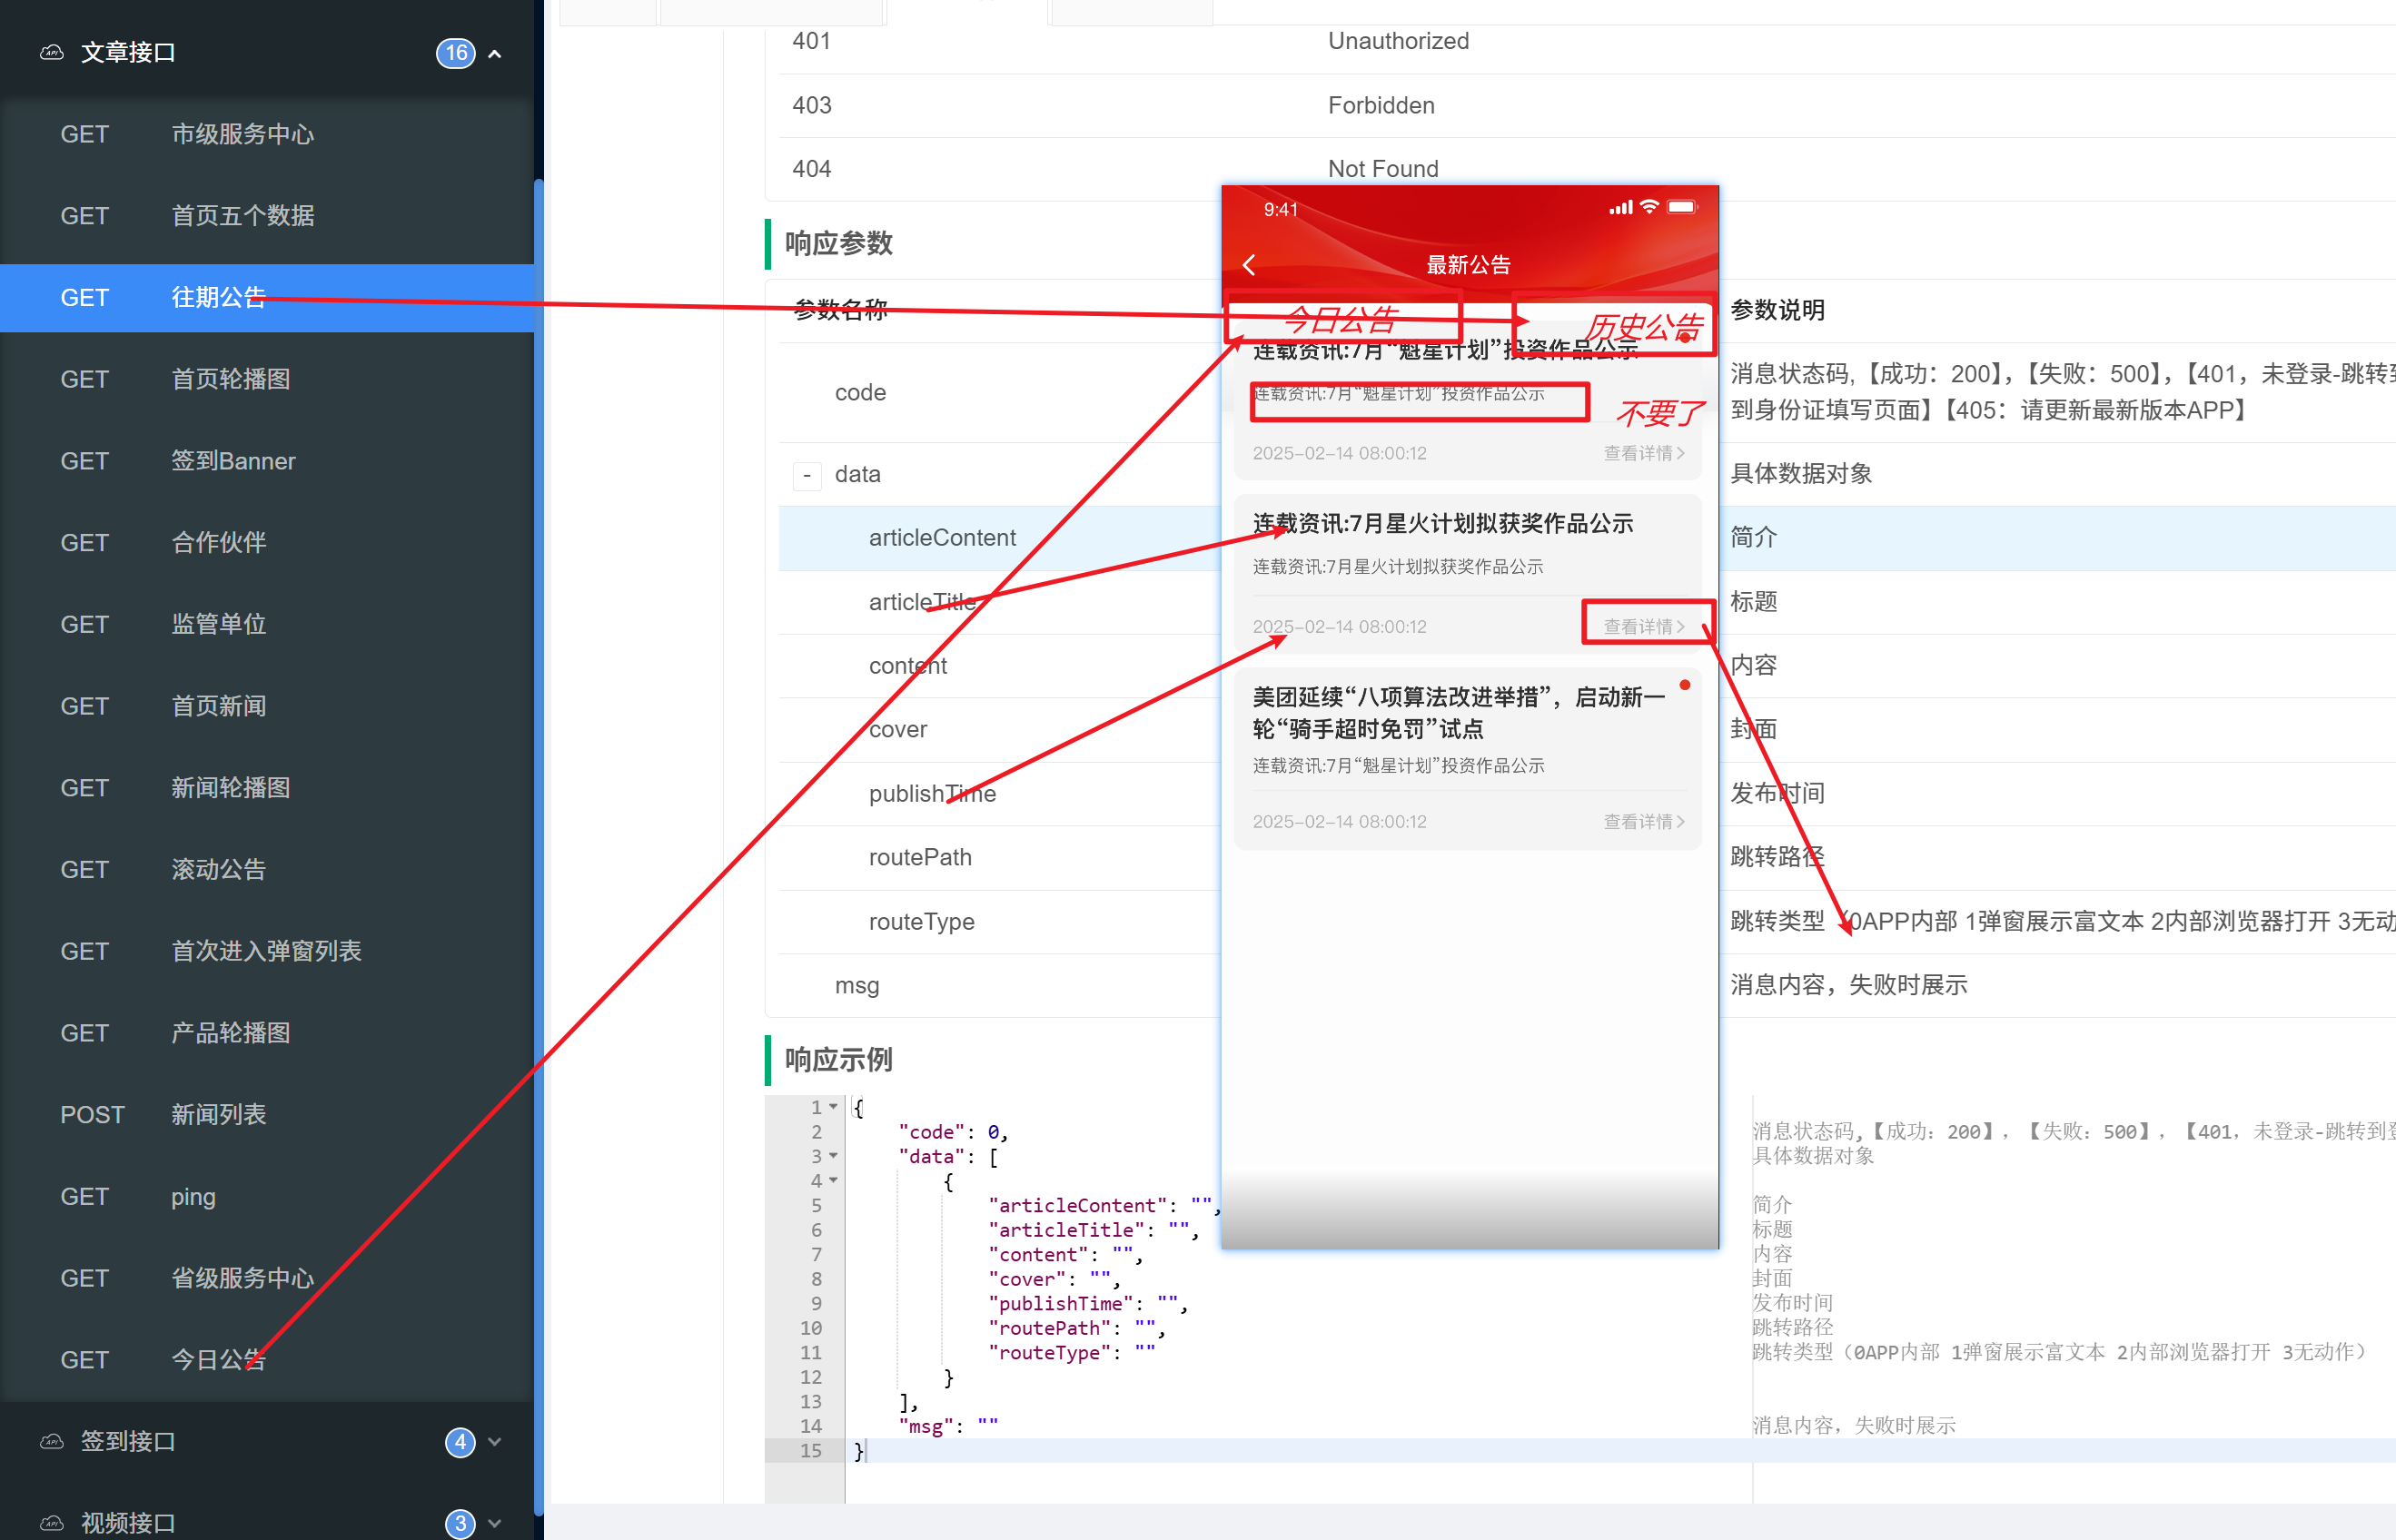 文章接口 16
GET 市级服务中心
GET 首页五个数据
GET 往期公告
GET 首页轮播图
GET 签到Banner
GET 合作伙伴
GET 监管单位
GET 首页新闻
GET 新闻轮播图
GET 滚动公告
GET 首次进入弹窗列表
GET 产品轮播图
POST 新闻列表
GET ping
GET 省级服务中心
GET 今日公告
签到接口 4
视频接口 3
401 Unauthorized
403 Forbidden
404 Not Found
响应参数
参数名称 参数说明
code 消息状态码,【成功：200】，【失败：500】，【401，未登录-跳转到
到身份证填写页面】【405：请更新最新版本APP】
- data 具体数据对象
articleContent 简介
articleTitle 标题
content 内容
cover 封面
publishTime 发布时间
routePath 跳转路径
routeType 跳转类型（0APP内部 1弹窗展示富文本 2内部浏览器打开 3无动
msg 消息内容，失败时展示
9:41
最新公告
今日公告
历史公告
连载资讯:7月“魁星计划”投资作品公示
连载资讯:7月“魁星计划”投资作品公示
不要了
2025-02-14 08:00:12 查看详情
连载资讯:7月星火计划拟获奖作品公示
连载资讯:7月星火计划拟获奖作品公示
2025-02-14 08:00:12 查看详情
美团延续“八项算法改进举措”，启动新一
轮“骑手超时免罚”试点
连载资讯:7月“魁星计划”投资作品公示
2025-02-14 08:00:12 查看详情
响应示例
1 {
2 "code": 0, 消息状态码,【成功：200】，【失败：500】，【401，未登录-跳转到登
3 "data": [ 具体数据对象
4 {
5 "articleContent": "", 简介
6 "articleTitle": "", 标题
7 "content": "", 内容
8 "cover": "", 封面
9 "publishTime": "", 发布时间
10 "routePath": "", 跳转路径
11 "routeType": "" 跳转类型（0APP内部 1弹窗展示富文本 2内部浏览器打开 3无动作）
12 }
13 ],
14 "msg": "" 消息内容，失败时展示
15 }